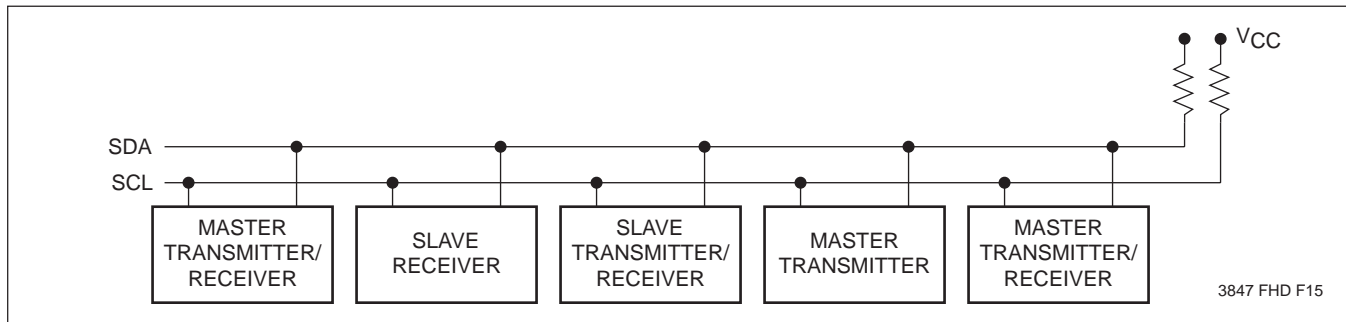 VCC
SDA
SCL
MASTER
TRANSMITTER/
RECEIVER
SLAVE
RECEIVER
SLAVE
TRANSMITTER/
RECEIVER
MASTER
TRANSMITTER
MASTER
TRANSMITTER/
RECEIVER
3847 FHD F15